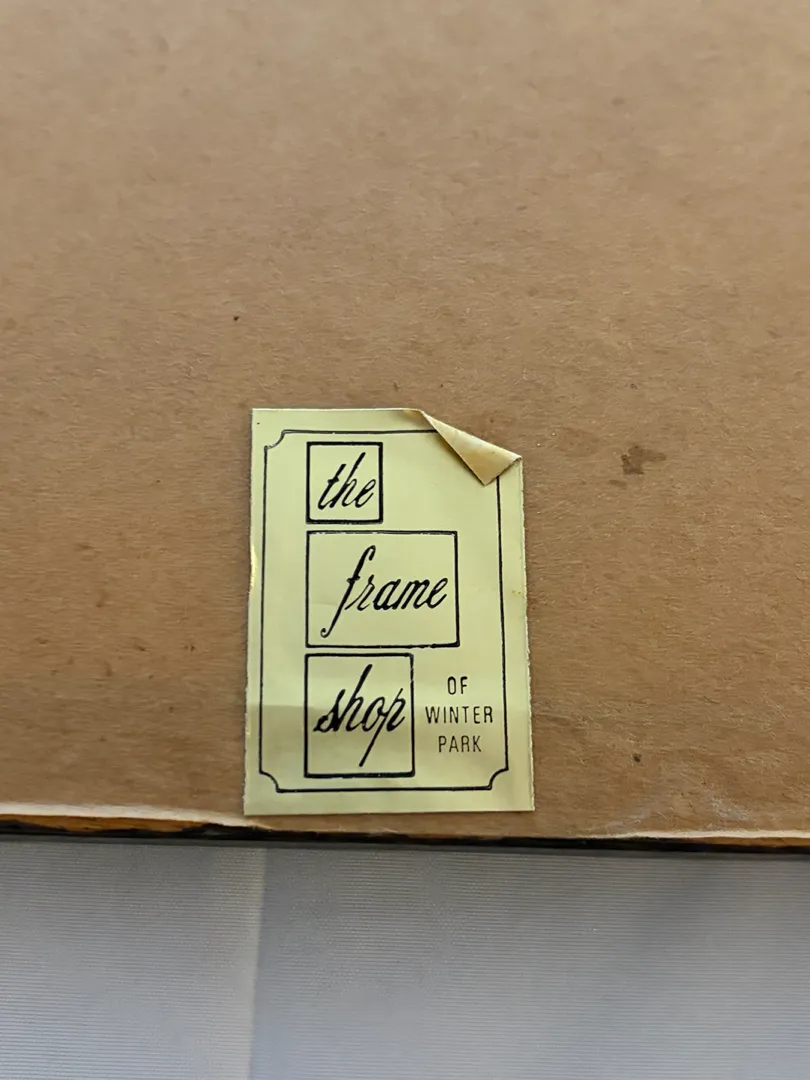 the
frame
shop
OF
WINTER
PARK